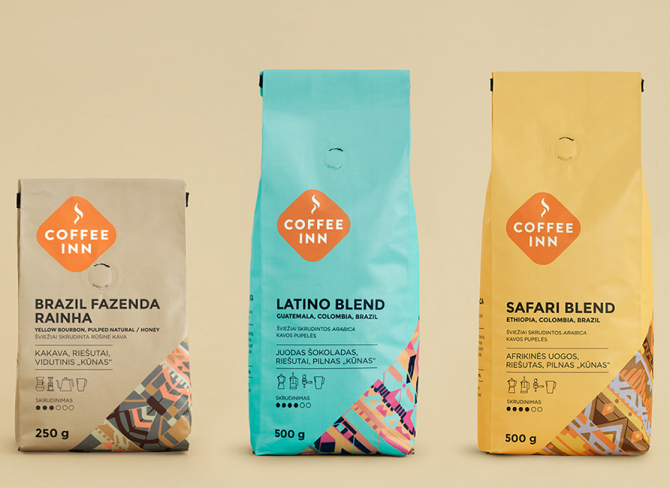 COFFEE
INN
BRAZIL FAZENDA
RAINHA
YELLOW BOURBON, PULPED NATURAL / HONEY
ŠVIEŽIAI SKRUDINTA RŪŠINĖ KAVA
KAKAVA, RIEŠUTAI,
VIDUTINIS „KŪNAS“
SKRUDINIMAS
250 g
COFFEE
INN
LATINO BLEND
GUATEMALA, COLOMBIA, BRAZIL
ŠVIEŽIAI SKRUDINTOS ARABICA
KAVOS PUPELĖS
JUODAS ŠOKOLADAS,
RIEŠUTAI, PILNAS „KŪNAS“
SKRUDINIMAS
500 g
COFFEE
INN
SAFARI BLEND
ETHIOPIA, COLOMBIA, BRAZIL
ŠVIEŽIAI SKRUDINTOS ARABICA
KAVOS PUPELĖS
AFRIKINĖS UOGOS,
RIEŠUTAS, PILNAS „KŪNAS“
SKRUDINIMAS
500 g